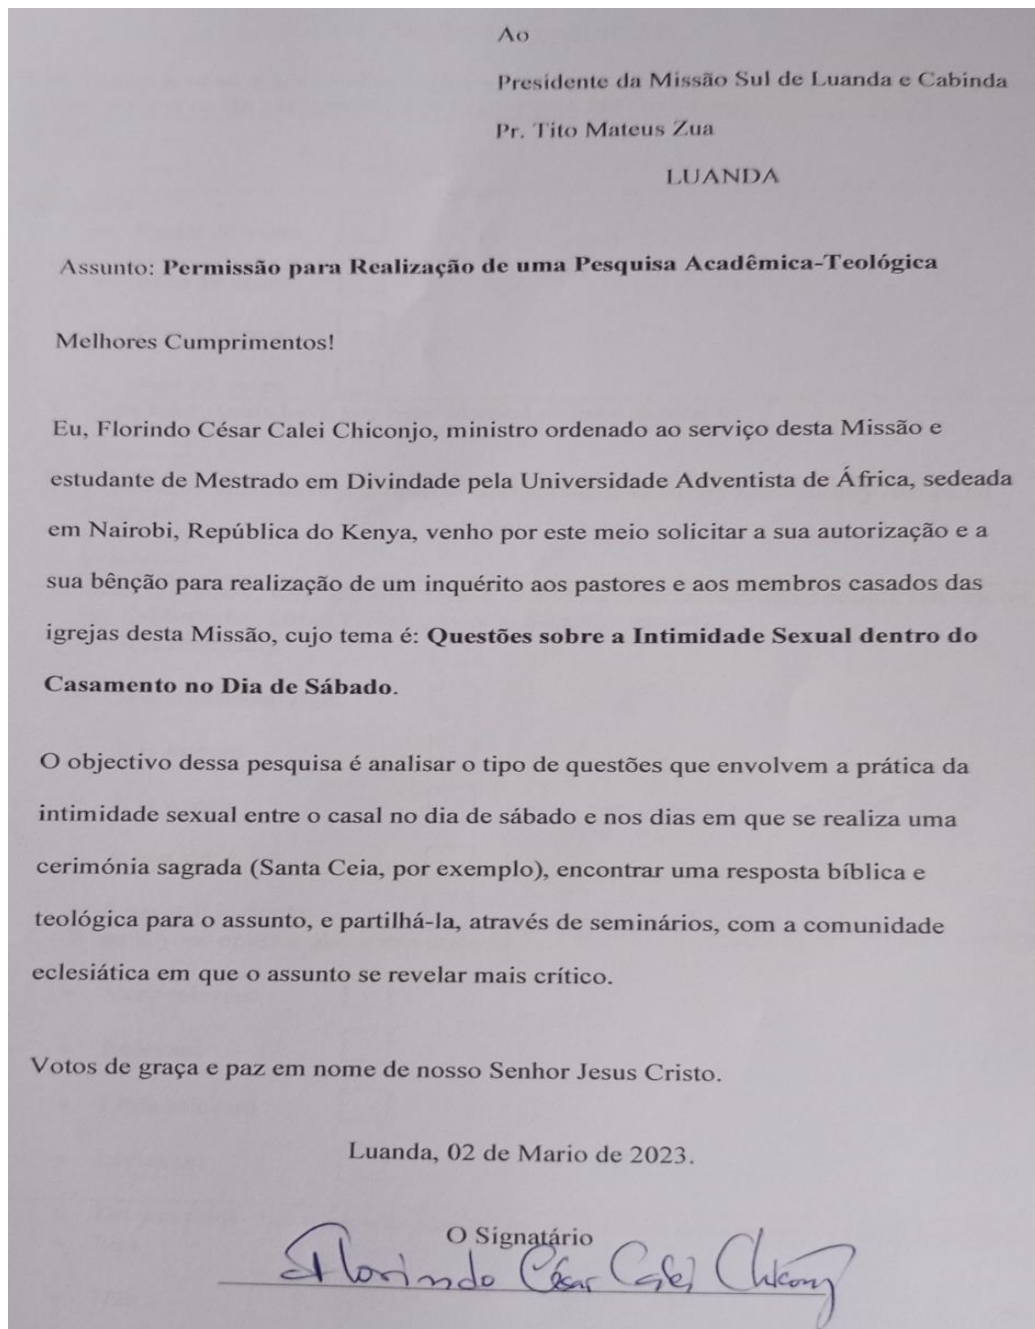 Ao
Presidente da Missão Sul de Luanda e Cabinda
Pr. Tito Mateus Zua
LUANDA
Assunto: Permissão para Realização de uma Pesquisa Acadêmica-Teológica
Melhores Cumprimentos!
Eu, Florindo César Calei Chiconjo, ministro ordenado ao serviço desta Missão e
estudante de Mestrado em Divindade pela Universidade Adventista de África, sedeada
em Nairobi, República do Kenya, venho por este meio solicitar a sua autorização e a
sua bênção para realização de um inquérito aos pastores e aos membros casados das
igrejas desta Missão, cujo tema é: Questões sobre a Intimidade Sexual dentro do
Casamento no Dia de Sábado.
O objectivo dessa pesquisa é analisar o tipo de questões que envolvem a prática da
intimidade sexual entre o casal no dia de sábado e nos dias em que se realiza uma
cerimónia sagrada (Santa Ceia, por exemplo), encontrar uma resposta bíblica e
teológica para o assunto, e partilhá-la, através de seminários, com a comunidade
eclesiática em que o assunto se revelar mais crítico.
Votos de graça e paz em nome de nosso Senhor Jesus Cristo.
Luanda, 02 de Mario de 2023.
O Signatário
Florindo César Calei